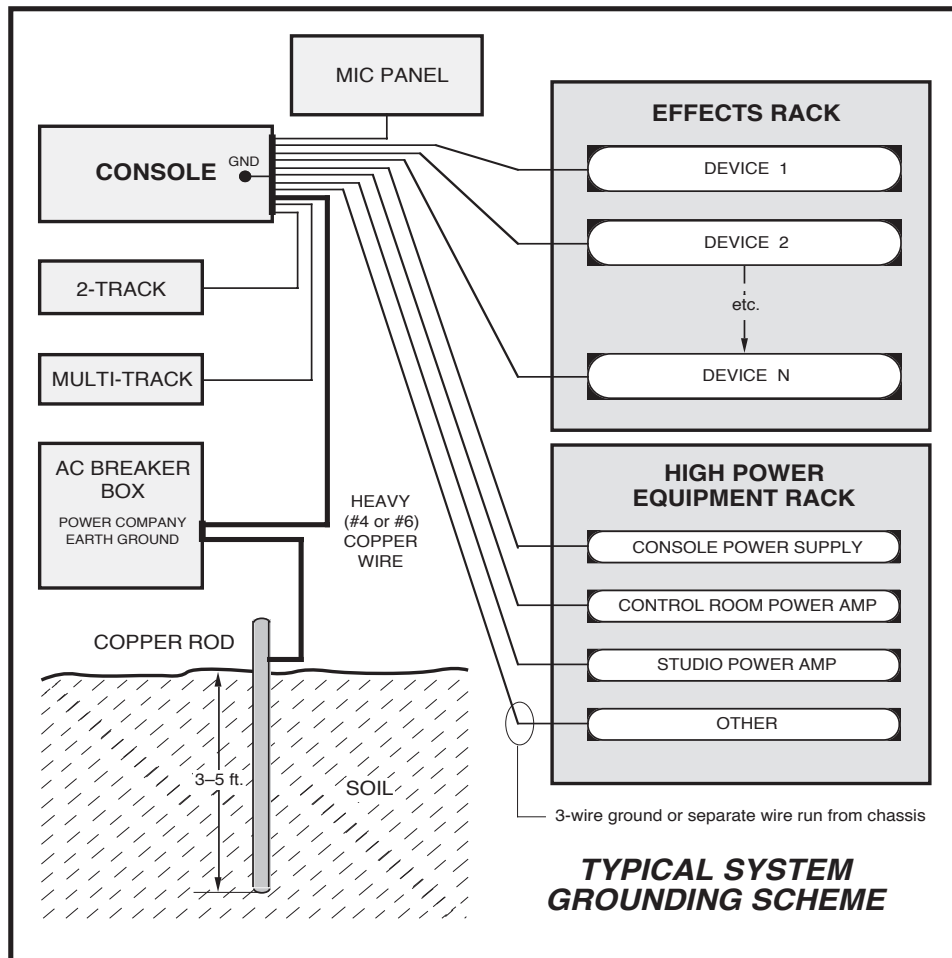 MIC PANEL
CONSOLE
GND
2-TRACK
MULTI-TRACK
AC BREAKER
BOX
POWER COMPANY
EARTH GROUND
HEAVY
(#4 or #6)
COPPER
WIRE
COPPER ROD
3–5 ft.
SOIL
EFFECTS RACK
DEVICE 1
DEVICE 2
etc.
DEVICE N
HIGH POWER
EQUIPMENT RACK
CONSOLE POWER SUPPLY
CONTROL ROOM POWER AMP
STUDIO POWER AMP
OTHER
3-wire ground or separate wire run from chassis
TYPICAL SYSTEM
GROUNDING SCHEME